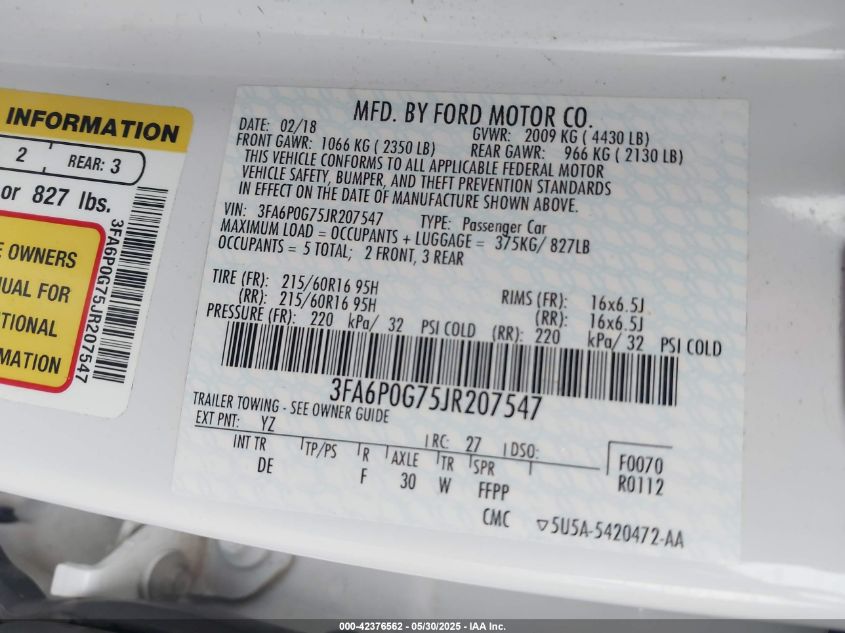 INFORMATION
2 REAR: 3
or 827 lbs.
OWNERS
FOR
3FA6P0G75JR207547
MFD. BY FORD MOTOR CO.
DATE: 02/18 GVWR: 2009 KG ( 4430 LB)
FRONT GAWR: 1066 KG ( 2350 LB) REAR GAWR: 966 KG ( 2130 LB)
THIS VEHICLE CONFORMS TO ALL APPLICABLE FEDERAL MOTOR
VEHICLE SAFETY, BUMPER, AND THEFT PREVENTION STANDARDS
IN EFFECT ON THE DATE OF MANUFACTURE SHOWN ABOVE.
VIN: 3FA6P0G75JR207547 TYPE: Passenger Car
MAXIMUM LOAD = OCCUPANTS + LUGGAGE = 375KG/ 827LB
OCCUPANTS = 5 TOTAL; 2 FRONT, 3 REAR
TIRE (FR): 215/60R16 95H RIMS (FR): 16x6.5J
(RR): 215/60R16 95H (RR): 16x6.5J
PRESSURE (FR): 220 kPa/ 32 PSI COLD (RR): 220 kPa/ 32 PSI COLD
3FA6P0G75JR207547
TRAILER TOWING - SEE OWNER GUIDE
EXT PNT: YZ RC: 27 DSO: F0070
INT TR TP/PS R AXLE TR SPR R0112
DE F 30 W FFPP
CMC ▽5U5A-5420472-AA
000-42376562 - 05/30/2025 - IAA Inc.